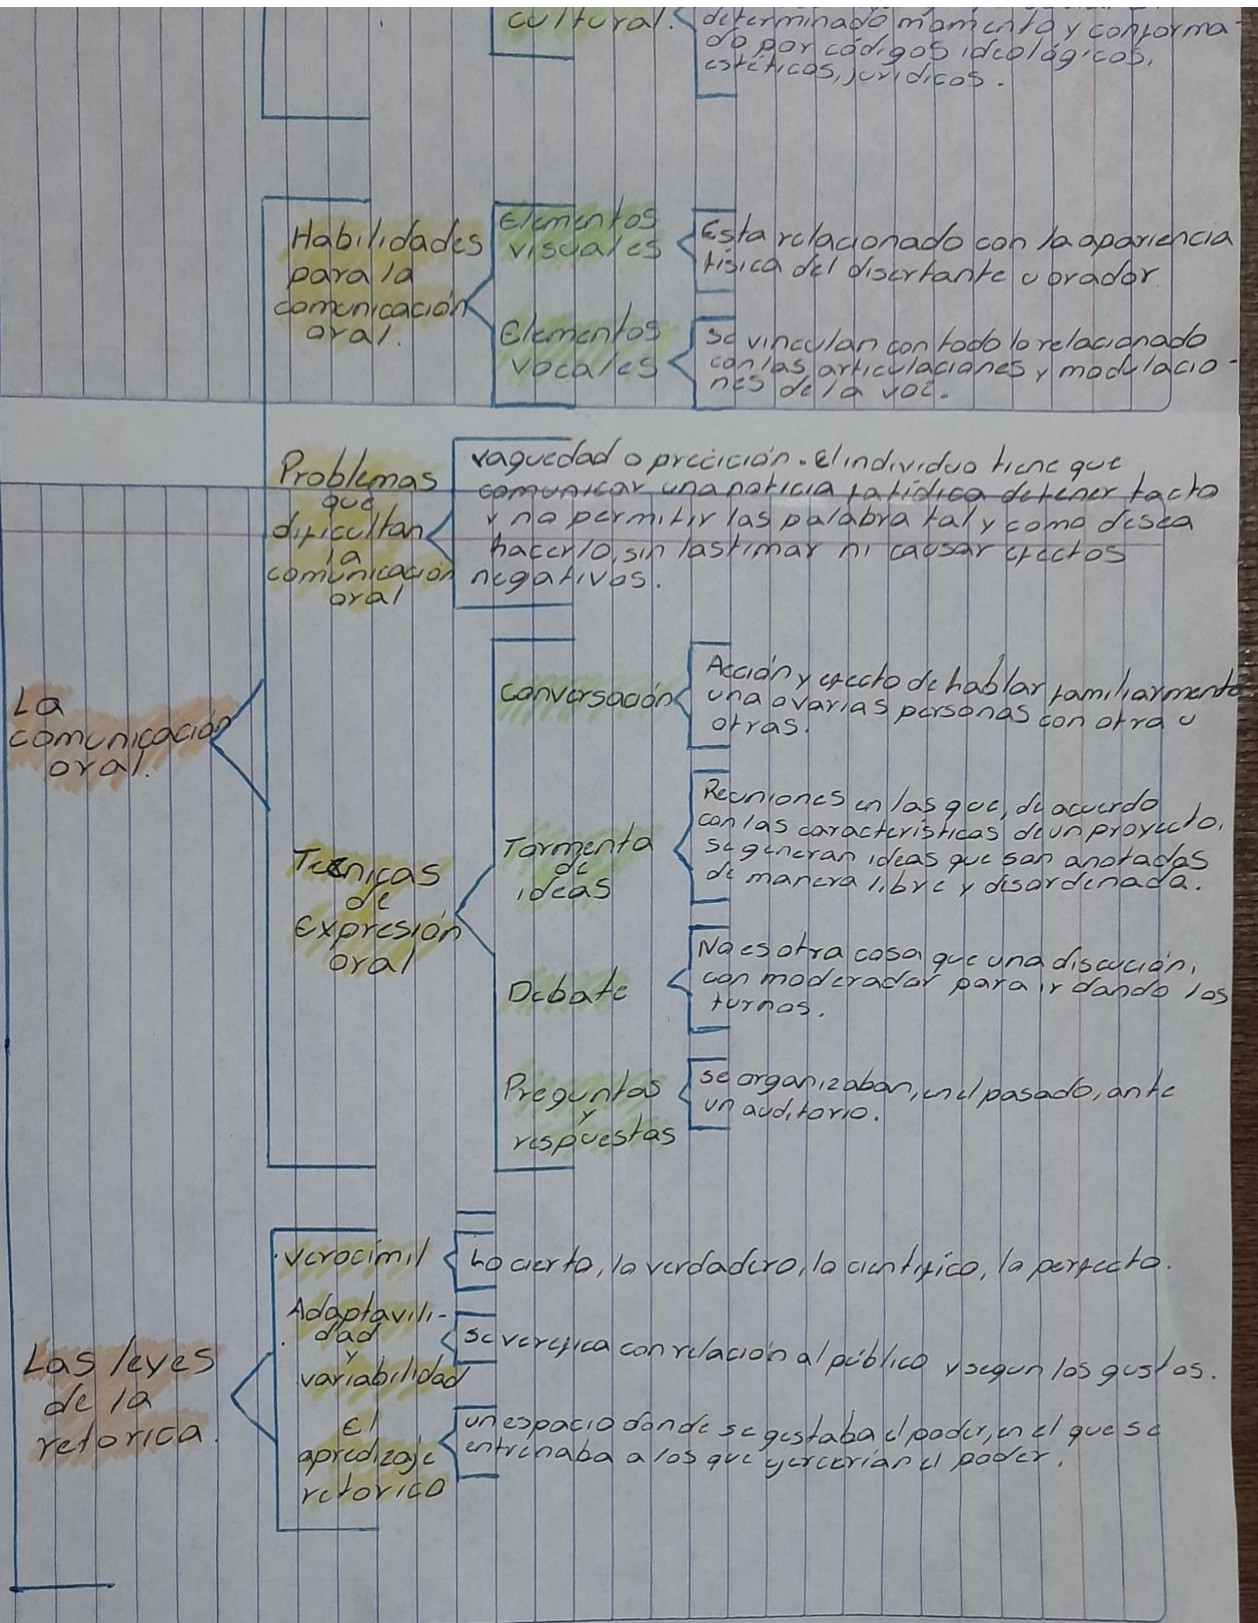 cultural.
determinado momento y conforma-
do por códigos ideológicos,
estéticos, jurídicos.
Habilidades
para la
comunicación
oral.
Elementos
visuales
Esta relacionado con la apariencia
física del disertante u orador
Elementos
vocales
se vinculan con todo lo relacionado
con las articulaciones y modulacio-
nes de la voz.
Problemas
que
dificultan
la
comunicación
oral
vaguedad o precición. El individuo tiene que
comunicar una noticia fatídica detener tacto
y no permitir las palabra tal y como desea
hacerlo, sin lastimar ni causar efectos
negativos.
La
comunicación
oral.
Tecnicas
de
Expresión
oral
conversación
Acción y efecto de hablar familiarmente
una o varias personas con otra u
otras.
Tormenta
de
ideas
Reuniones en las que, de acuerdo
con las características de un proyecto,
se generan ideas que son anotadas
de manera libre y disordenada.
Debate
No es otra cosa que una discución,
con moderador para ir dando los
turnos.
Preguntas
y
respuestas
se organizaban, en el pasado, ante
un auditorio.
Las leyes
de la
retorica.
verocimil
Lo cierto, lo verdadero, lo cientifico, lo perfecto.
Adaptavili-
dad
y
variabilidad
se verefica con relación al público y segun los gustos.
El
apredizaje
retorico
un espacio donde se gestaba el poder, en el que se
entrenaba a los que ejercerían el poder.